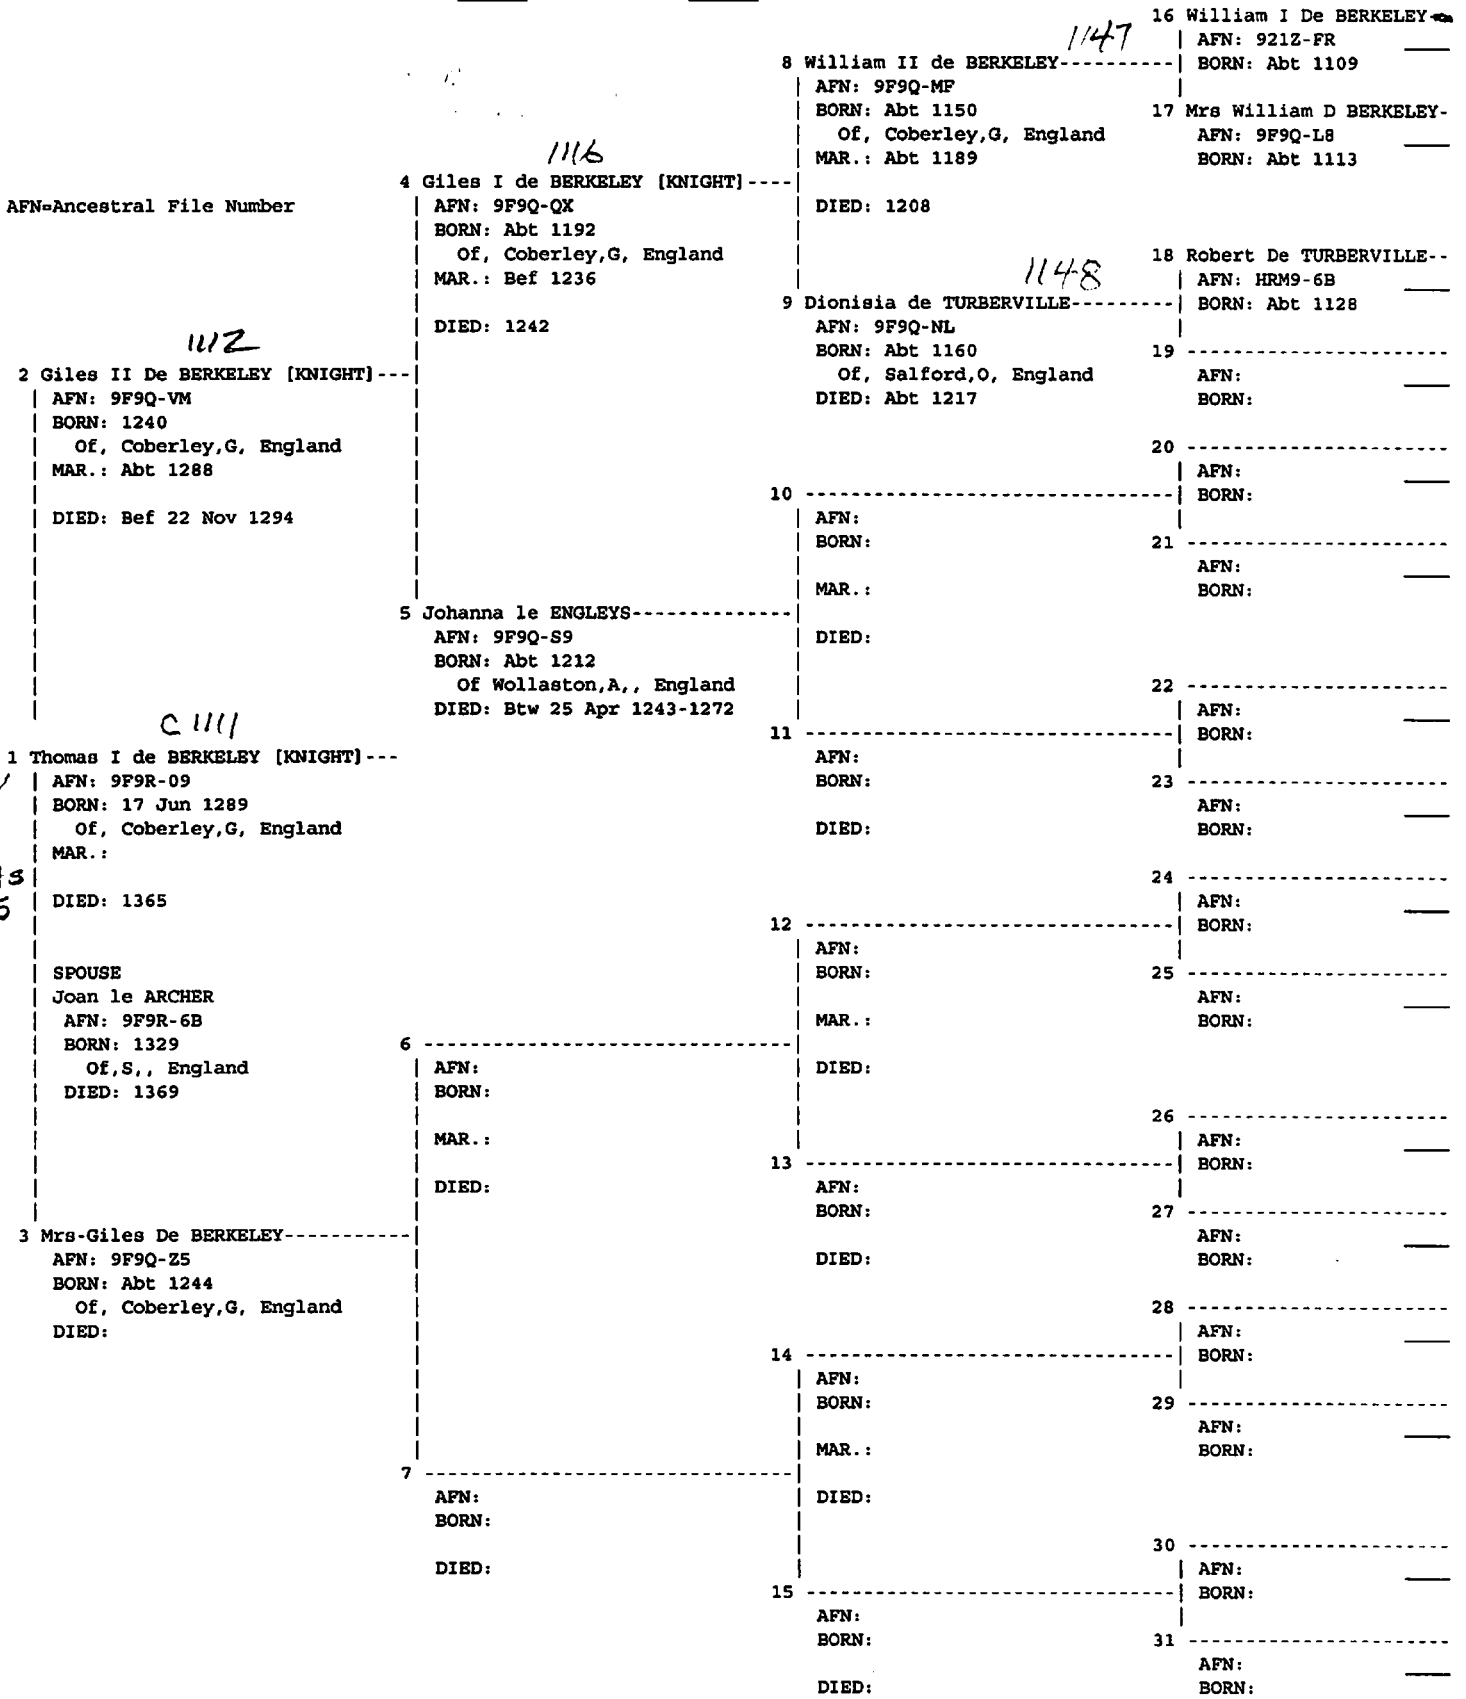 AFN=Ancestral File Number
C 1111
1 Thomas I de BERKELEY [KNIGHT]---
AFN: 9F9R-09
BORN: 17 Jun 1289
Of, Coberley,G, England
MAR.:
DIED: 1365
SPOUSE
Joan le ARCHER
AFN: 9F9R-6B
BORN: 1329
Of,S,, England
DIED: 1369
1112
2 Giles II De BERKELEY [KNIGHT]---
AFN: 9F9Q-VM
BORN: 1240
Of, Coberley,G, England
MAR.: Abt 1288
DIED: Bef 22 Nov 1294
3 Mrs-Giles De BERKELEY-----------
AFN: 9F9Q-Z5
BORN: Abt 1244
Of, Coberley,G, England
DIED:
1116
4 Giles I de BERKELEY [KNIGHT]----
AFN: 9F9Q-QX
BORN: Abt 1192
Of, Coberley,G, England
MAR.: Bef 1236
DIED: 1242
5 Johanna le ENGLEYS--------------
AFN: 9F9Q-S9
BORN: Abt 1212
Of Wollaston,A,, England
DIED: Btw 25 Apr 1243-1272
6 --------------------------------
AFN:
BORN:
MAR.:
DIED:
7 --------------------------------
AFN:
BORN:
DIED:
1147
8 William II de BERKELEY----------
AFN: 9F9Q-MF
BORN: Abt 1150
Of, Coberley,G, England
MAR.: Abt 1189
DIED: 1208
1148
9 Dionisia de TURBERVILLE---------
AFN: 9F9Q-NL
BORN: Abt 1160
Of, Salford,O, England
DIED: Abt 1217
10 --------------------------------
AFN:
BORN:
MAR.:
DIED:
11 --------------------------------
AFN:
BORN:
DIED:
12 --------------------------------
AFN:
BORN:
MAR.:
DIED:
13 --------------------------------
AFN:
BORN:
DIED:
14 --------------------------------
AFN:
BORN:
MAR.:
DIED:
15 --------------------------------
AFN:
BORN:
DIED:
16 William I De BERKELEY-
AFN: 921Z-FR
BORN: Abt 1109
17 Mrs William D BERKELEY-
AFN: 9F9Q-L8
BORN: Abt 1113
18 Robert De TURBERVILLE--
AFN: HRM9-6B
BORN: Abt 1128
19 -----------------------
AFN:
BORN:
20 -----------------------
AFN:
BORN:
21 -----------------------
AFN:
BORN:
22 -----------------------
AFN:
BORN:
23 -----------------------
AFN:
BORN:
24 -----------------------
AFN:
BORN:
25 -----------------------
AFN:
BORN:
26 -----------------------
AFN:
BORN:
27 -----------------------
AFN:
BORN:
28 -----------------------
AFN:
BORN:
29 -----------------------
AFN:
BORN:
30 -----------------------
AFN:
BORN:
31 -----------------------
AFN:
BORN: